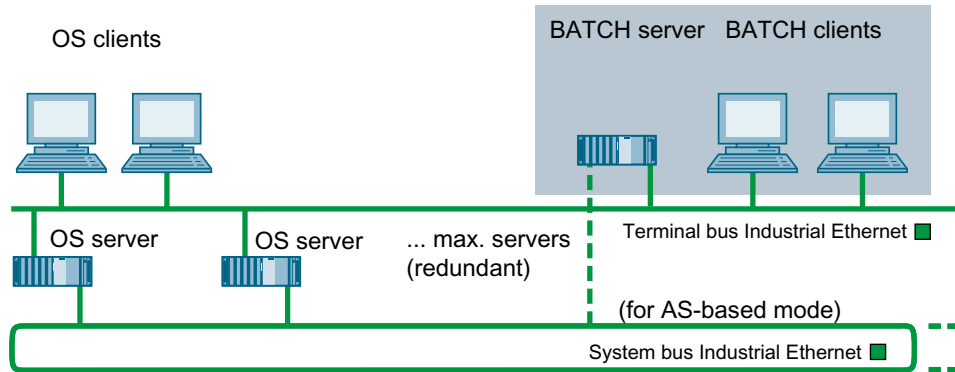 OS clients
BATCH server
BATCH clients
OS server
OS server
... max. servers
(redundant)
Terminal bus Industrial Ethernet
(for AS-based mode)
System bus Industrial Ethernet